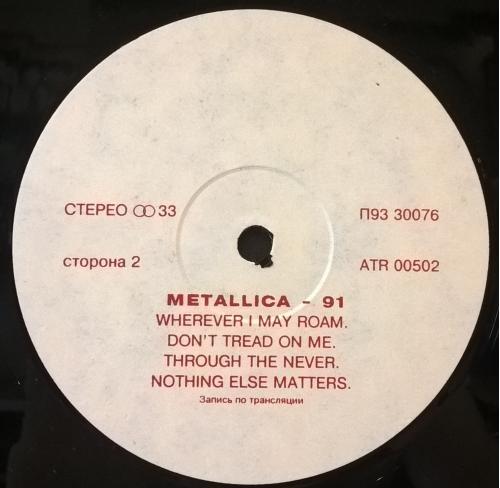 СТЕРЕО ꝏ 33
П93 30076
сторона 2
ATR 00502
METALLICA - 91
WHEREVER I MAY ROAM.
DON'T TREAD ON ME.
THROUGH THE NEVER.
NOTHING ELSE MATTERS.
Запись по трансляции